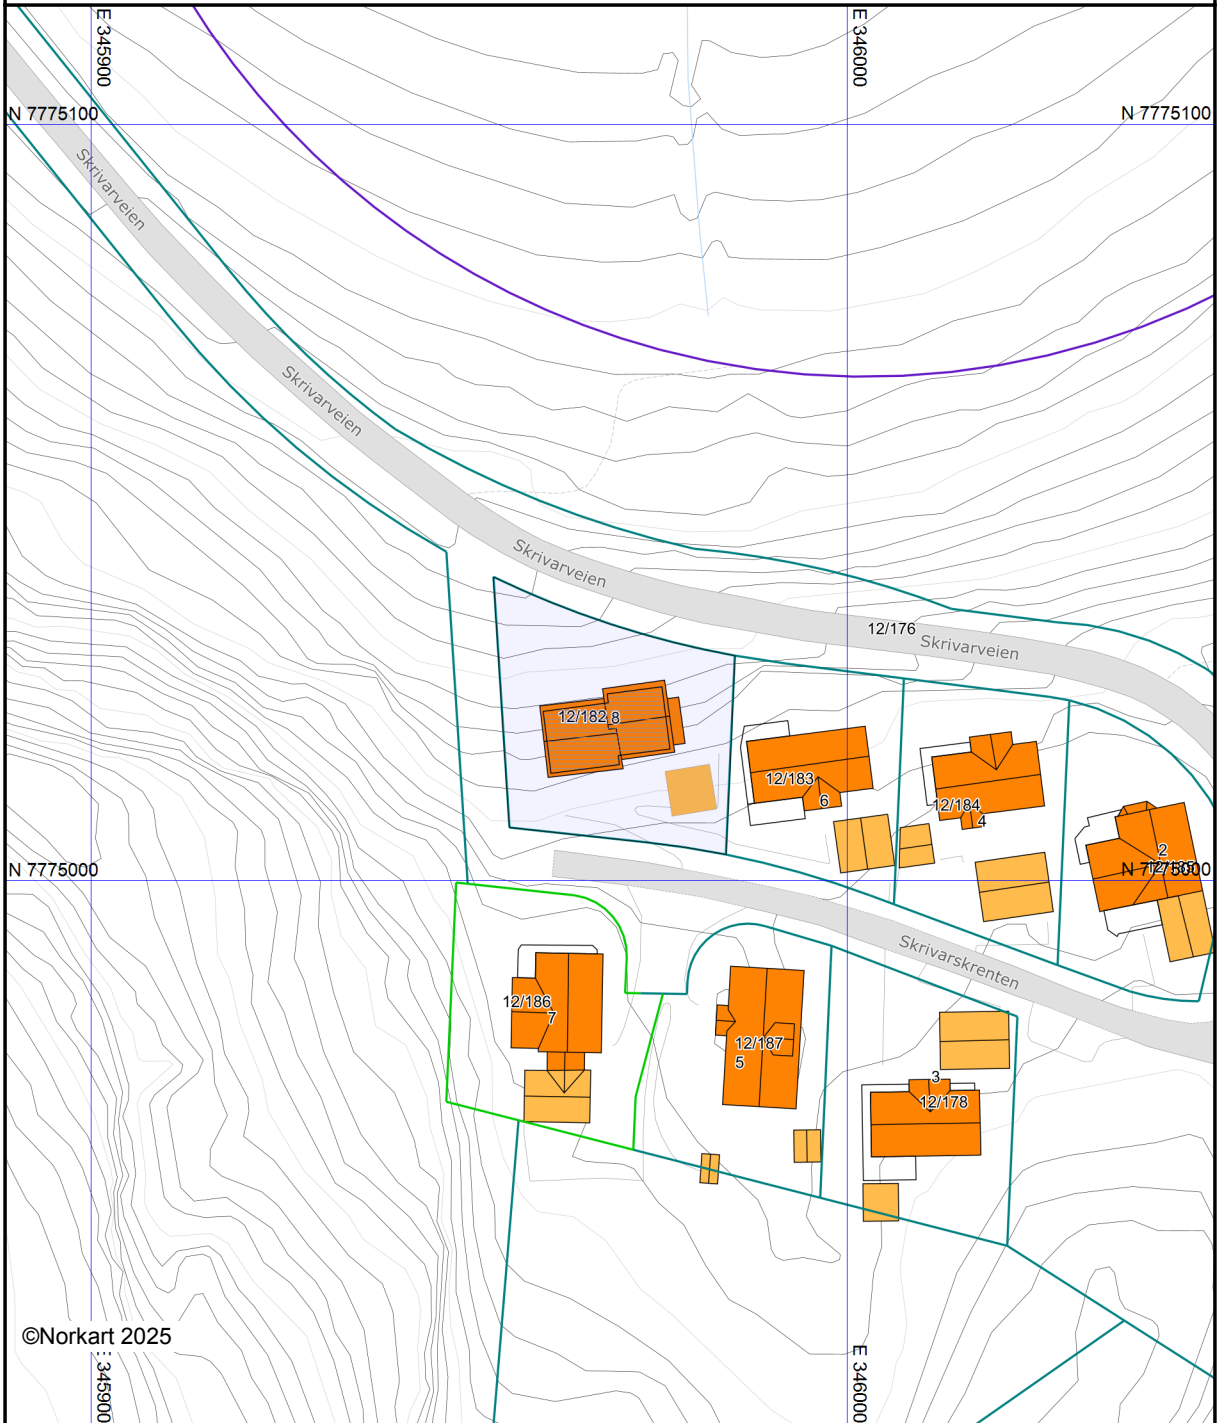 E 345900
E 346000
N 7775100
N 7775100
Skrivarveien
Skrivarveien
Skrivarveien
12/176
Skrivarveien
12/182 8
12/183
6
12/184
4
2
N 7775000
N 7775000
Skrivarskrenten
12/186
7
12/187
5
3
12/178
©Norkart 2025
E 345900
E 346000